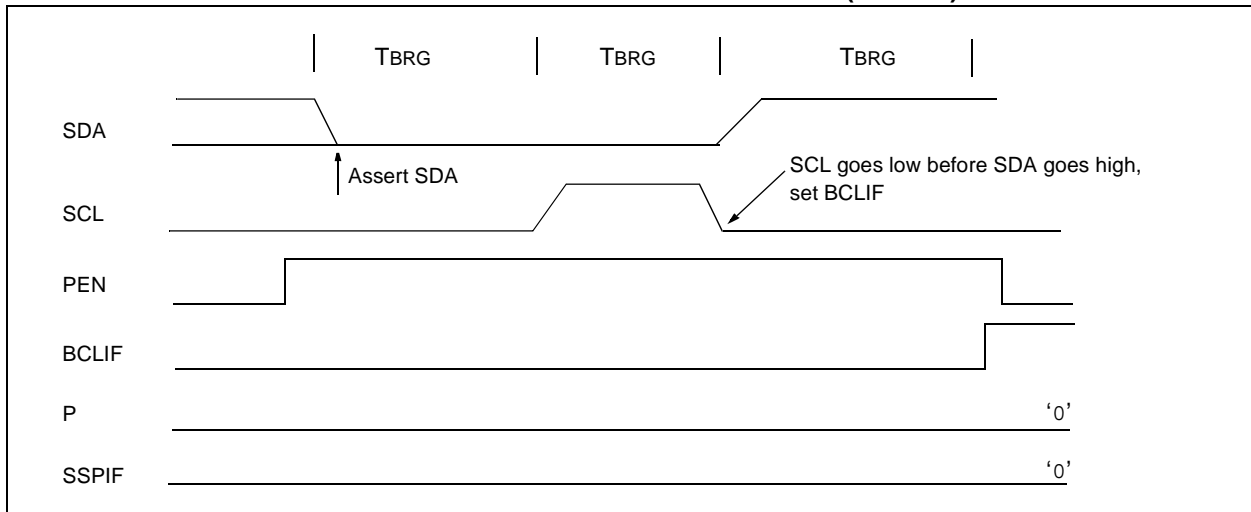 TBRG TBRG TBRG
SDA
Assert SDA
SCL goes low before SDA goes high,
set BCLIF
SCL
PEN
BCLIF
P
‘0’
SSPIF
‘0’